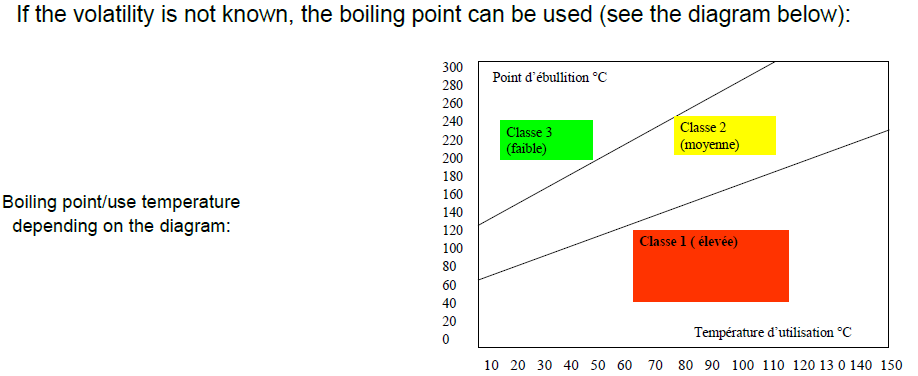 If the volatility is not known, the boiling point can be used (see the diagram below):
300
280
260
240
220
200
180
160
140
120
100
80
60
40
20
0
Point d'ébullition °C
Classe 3
(faible)
Classe 2
(moyenne)
Boiling point/use temperature
depending on the diagram:
Classe 1 ( élevée)
Température d'utilisation °C
10 20 30 40 50 60 70 80 90 100 110 120 13 0 140 150